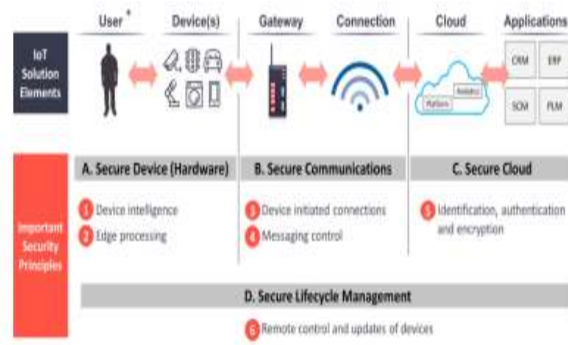 User *
Device(s)
Gateway
Connection
Cloud
Applications
IoT
Solution
Elements
CRM
ERP
Analytics
Platform
SCM
PLM
A. Secure Device (Hardware)
B. Secure Communications
C. Secure Cloud
Important
Security
Principles
1 Device intelligence
2 Edge processing
3 Device initiated connections
4 Messaging control
5 Identification, authentication
and encryption
D. Secure Lifecycle Management
6 Remote control and updates of devices